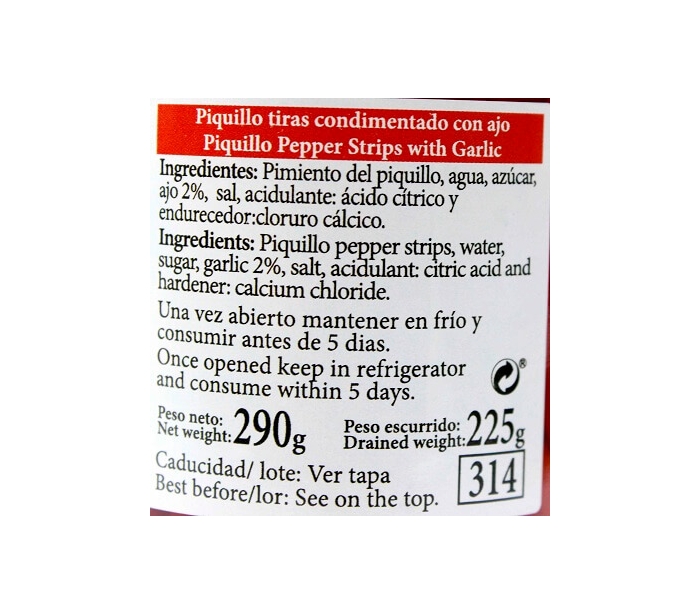 Piquillo tiras condimentado con ajo
Piquillo Pepper Strips with Garlic
Ingredientes: Pimiento del piquillo, agua, azúcar,
ajo 2%, sal, acidulante: ácido cítrico y
endurecedor:cloruro cálcico.
Ingredients: Piquillo pepper strips, water,
sugar, garlic 2%, salt, acidulant: citric acid and
hardener: calcium chloride.
Una vez abierto mantener en frío y
consumir antes de 5 dias.
Once opened keep in refrigerator
and consume within 5 days.
®
Peso neto:
Net weight: 290g
Peso escurrido:
Drained weight: 225g
Caducidad/ lote: Ver tapa
Best before/lor: See on the top.
314